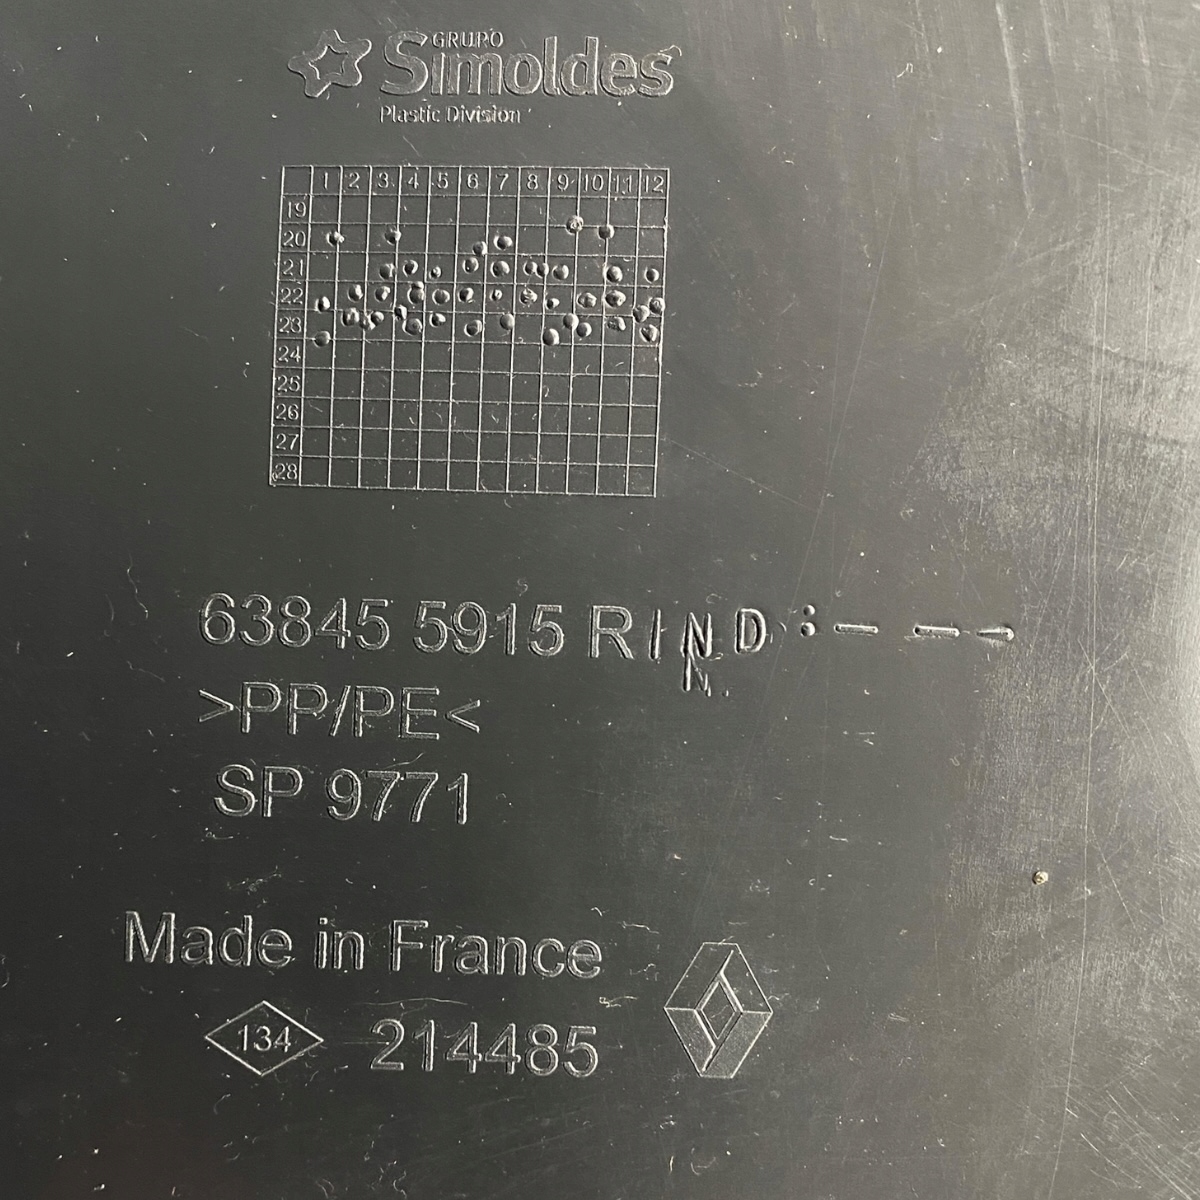 GRUPO
Simoldes
Plastic Division
1 2 3 4 5 6 7 8 9 10 11 12
19
20
21
22
23
24
25
26
27
28
63845 5915 R IND : — — —
N.
>PP/PE<
SP 9771
Made in France
134 214485